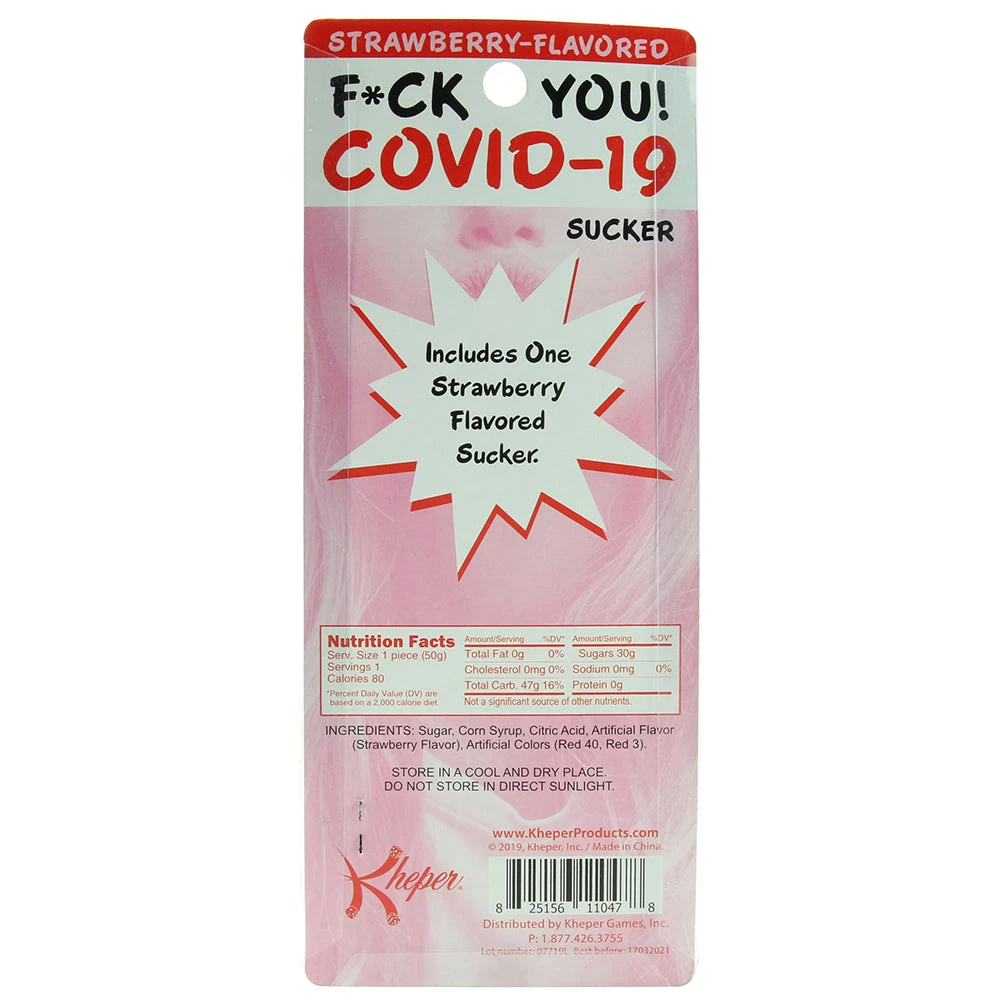 STRAWBERRY-FLAVORED
F*CK YOU!
COVID-19
SUCKER
Includes One
Strawberry
Flavored
Sucker.
Nutrition Facts
Serv. Size 1 piece (50g)
Servings 1
Calories 80
*Percent Daily Value (DV) are
based on a 2,000 calorie diet.
Amount/Serving %DV* Amount/Serving %DV*
Total Fat 0g 0% Sugars 30g
Cholesterol 0mg 0% Sodium 0mg 0%
Total Carb. 47g 16% Protein 0g
Not a significant source of other nutrients.
INGREDIENTS: Sugar, Corn Syrup, Citric Acid, Artificial Flavor
(Strawberry Flavor), Artificial Colors (Red 40, Red 3).
STORE IN A COOL AND DRY PLACE.
DO NOT STORE IN DIRECT SUNLIGHT.
www.KheperProducts.com
© 2019, Kheper, Inc. / Made in China.
Kheper®
8 25156 11047 8
Distributed by Kheper Games, Inc.
P: 1.877.426.3755
Lot number: 07719L Best before: 17032021